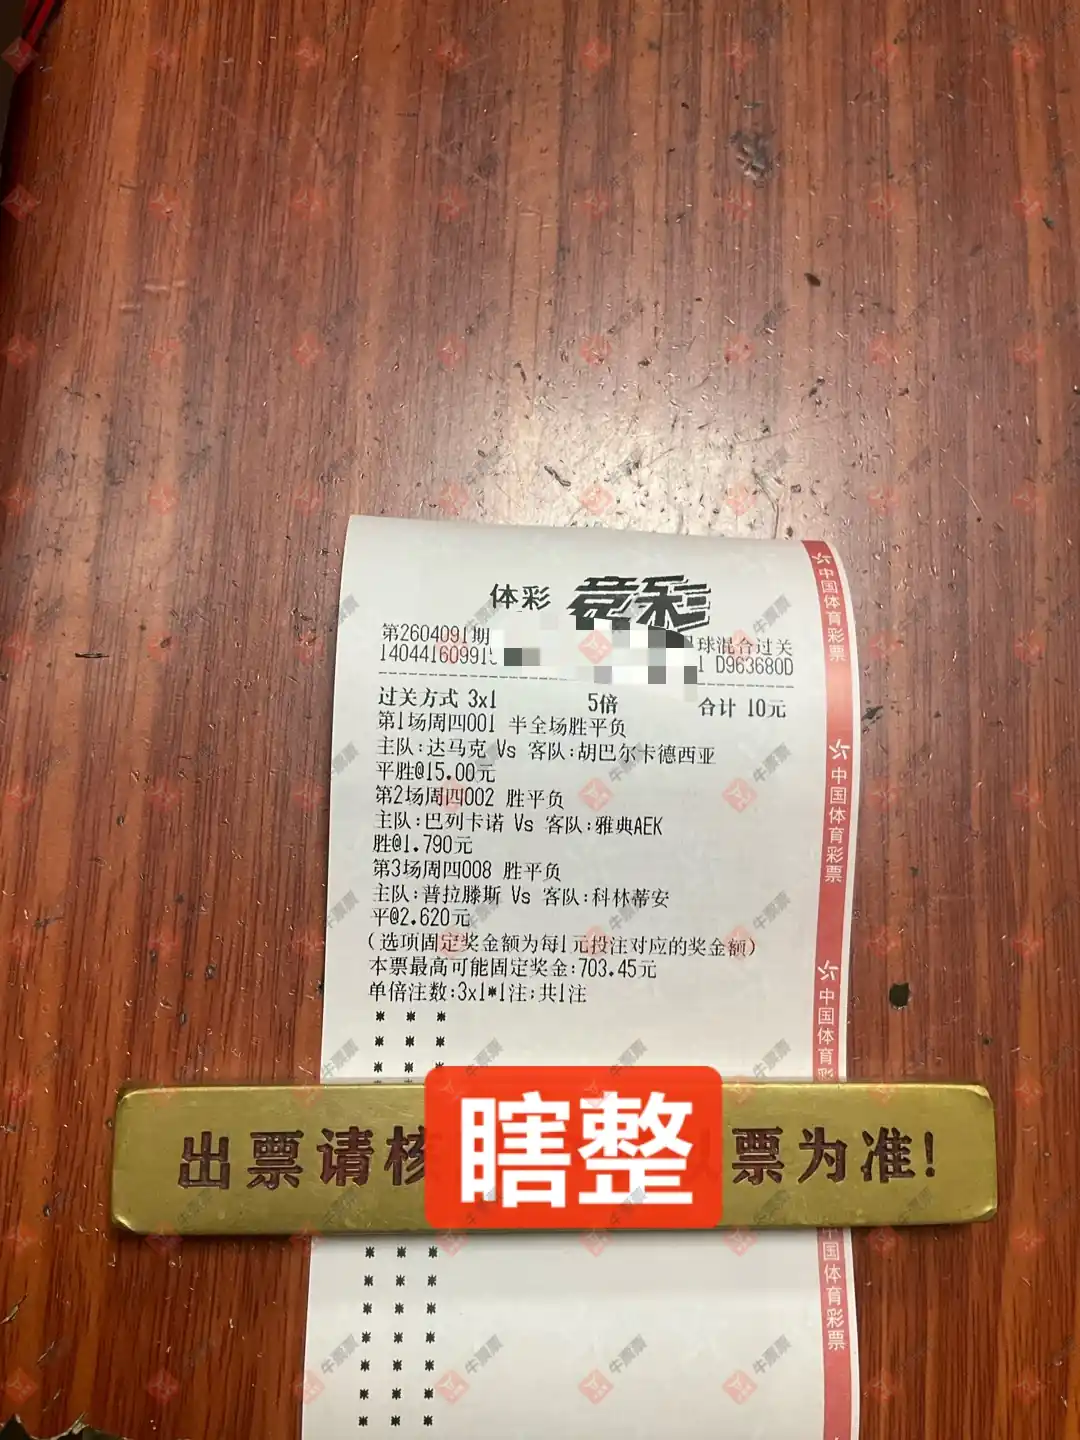 体彩 竞彩
第2604091期
球混合过关
140441609915
1 D963680D
过关方式 3x1 5倍 合计 10元
第1场周四001 半全场胜平负
主队:达马克 Vs 客队:胡巴尔卡德西亚
平胜@15.00元
第2场周四002 胜平负
主队:巴列卡诺 Vs 客队:雅典AEK
胜@1.790元
第3场周四008 胜平负
主队:普拉滕斯 Vs 客队:科林蒂安
平@2.620元
(选项固定奖金额为每1元投注对应的奖金额)
本票最高可能固定奖金:703.45元
单倍注数:3x1*1注;共1注
出票请核
瞎整
票为准!
中国体育彩票
中国体育彩票
中国体育彩
中国体育彩票
牛票票